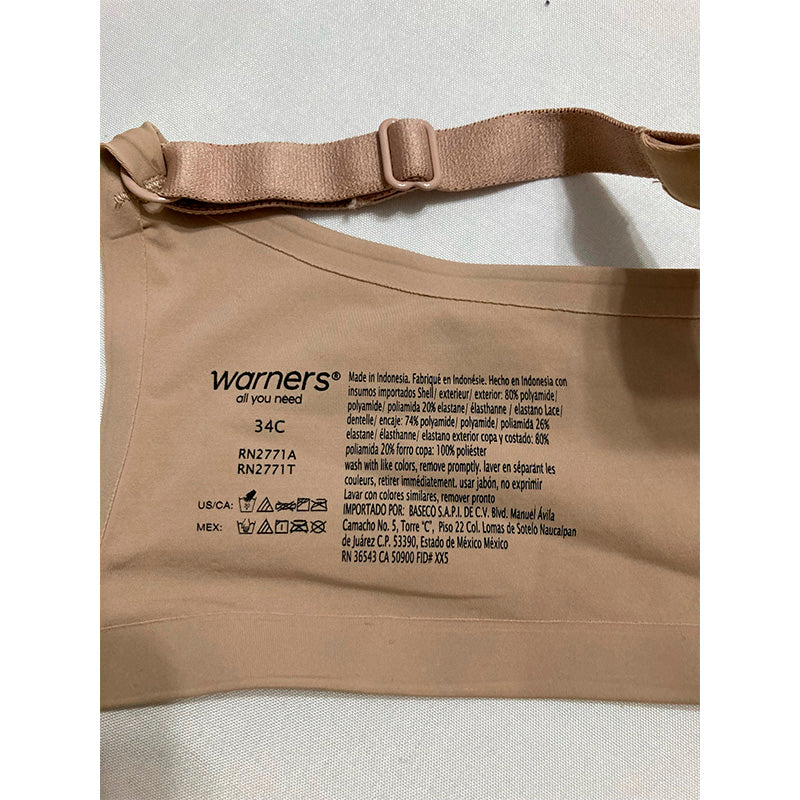 warners®
all you need
34C
RN2771A
RN2771T
US/CA:
MEX:
Made in Indonesia. Fabriqué en Indonésie. Hecho en Indonesia con
insumos importados Shell/ exterieur/ exterior: 80% polyamide/
polyamide/ poliamida 20% elastane/ élasthanne / elastano Lace/
dentelle/ encaje: 74% polyamide/ polyamide/ poliamida 26%
elastane/ élasthanne/ elastano exterior copa y costado: 80%
poliamida 20% forro copa: 100% poliéster
wash with like colors, remove promptly. laver en séparant les
couleurs, retirer immédiatement. usar jabón, no exprimir
Lavar con colores similares, remover pronto
IMPORTADO POR: BASECO S.A.P.I. DE C.V. Blvd. Manuel Ávila
Camacho No. 5, Torre "C", Piso 22 Col. Lomas de Sotelo Naucalpan
de Juárez C.P. 53390, Estado de México México
RN 36543 CA 50900 FID# XX5